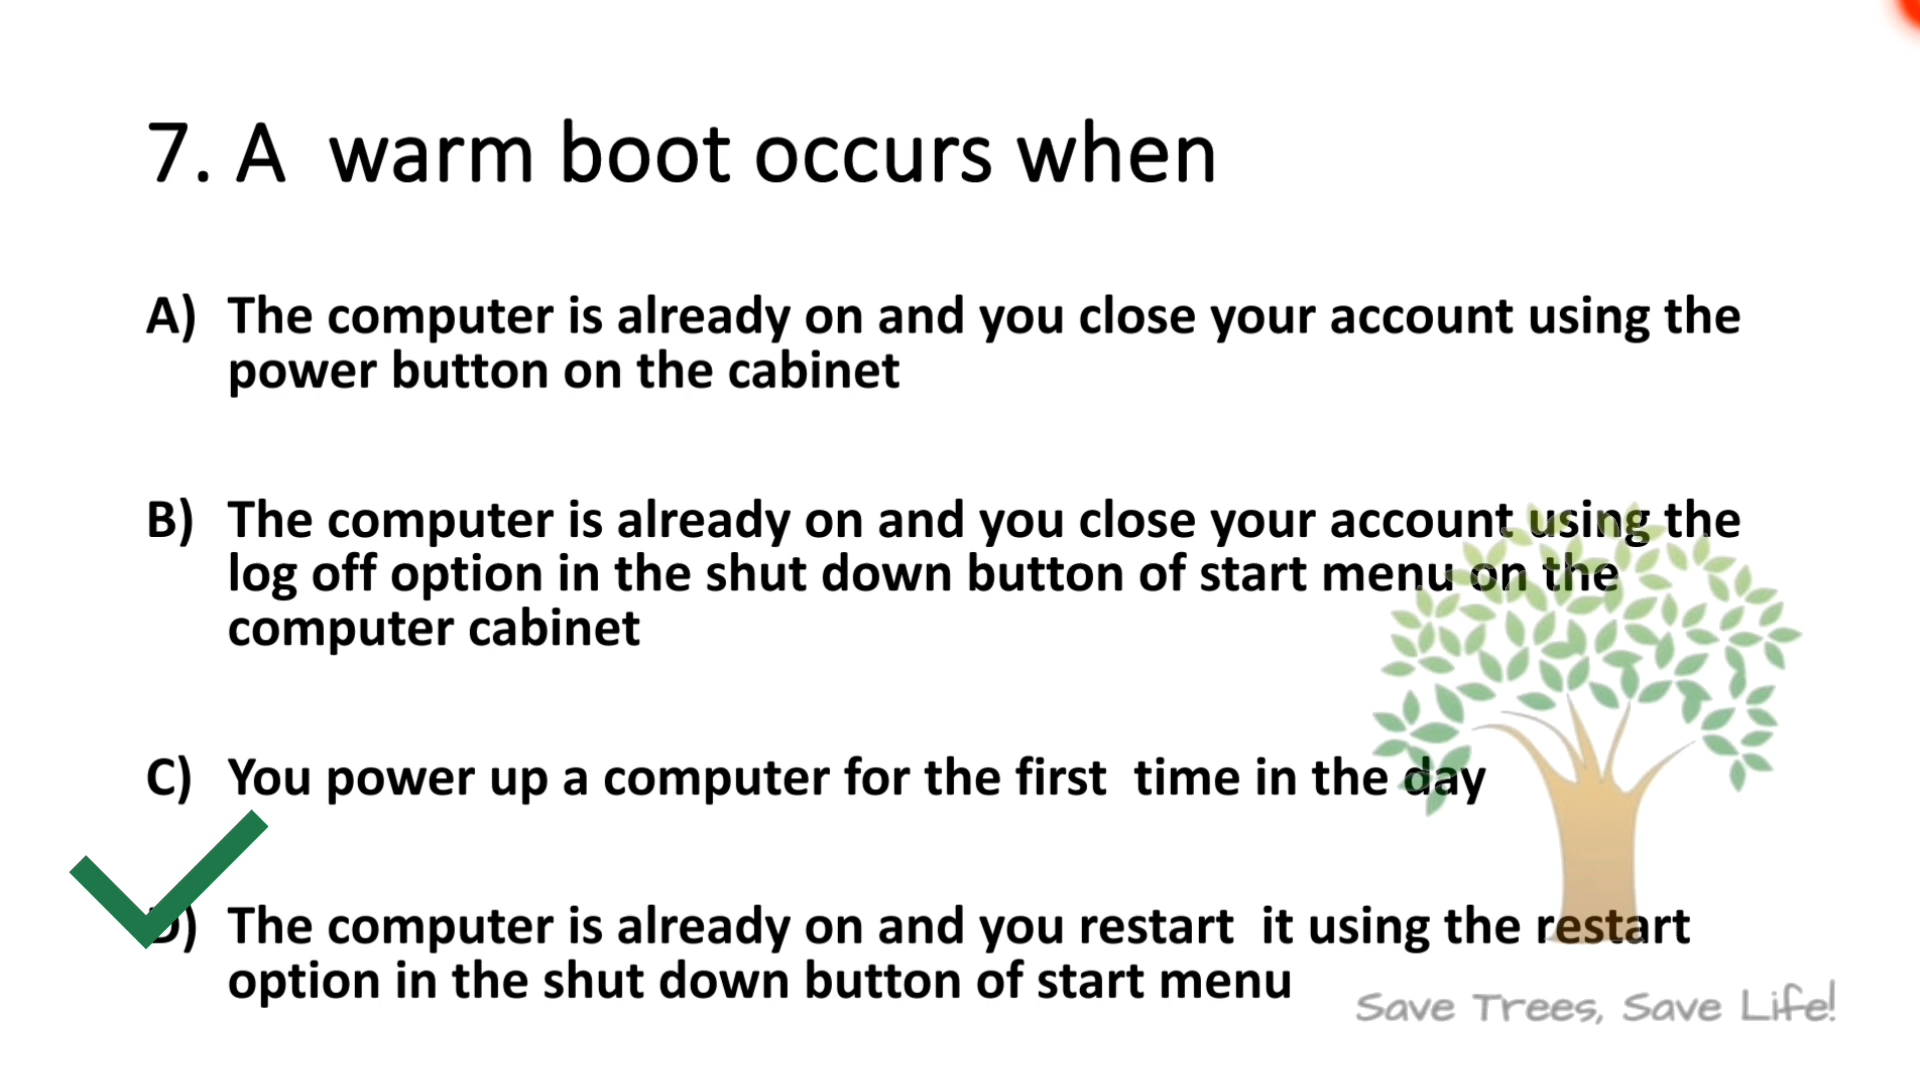 7. A warm boot occurs when
A) The computer is already on and you close your account using the
power button on the cabinet
B) The computer is already on and you close your account using the
log off option in the shut down button of start menu on the
computer cabinet
C) You power up a computer for the first time in the day
D) The computer is already on and you restart it using the restart
option in the shut down button of start menu
Save Trees, Save Life!